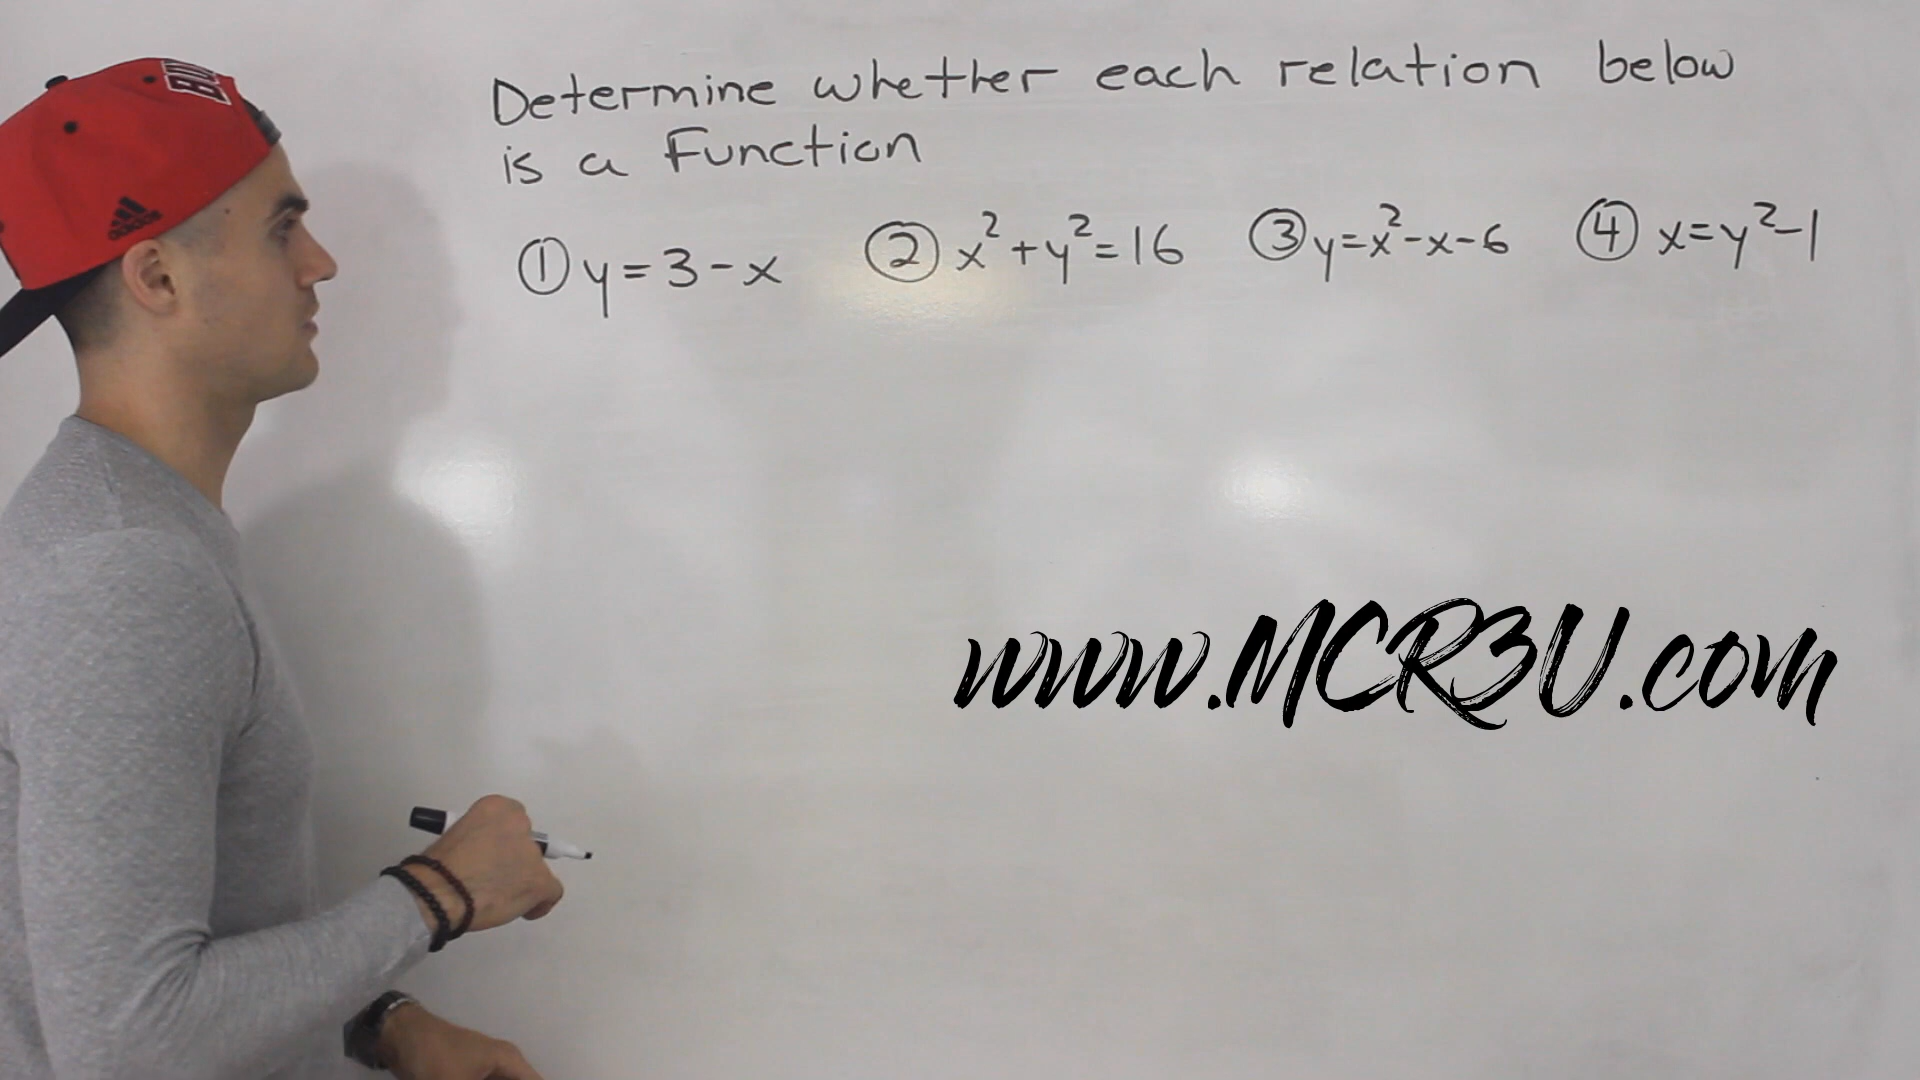 Determine whether each relation below
is a function
① y=3-x ② x²+y²=16 ③ y=x²-x-6 ④ x=y²-1
www.MCR3U.com
adidas